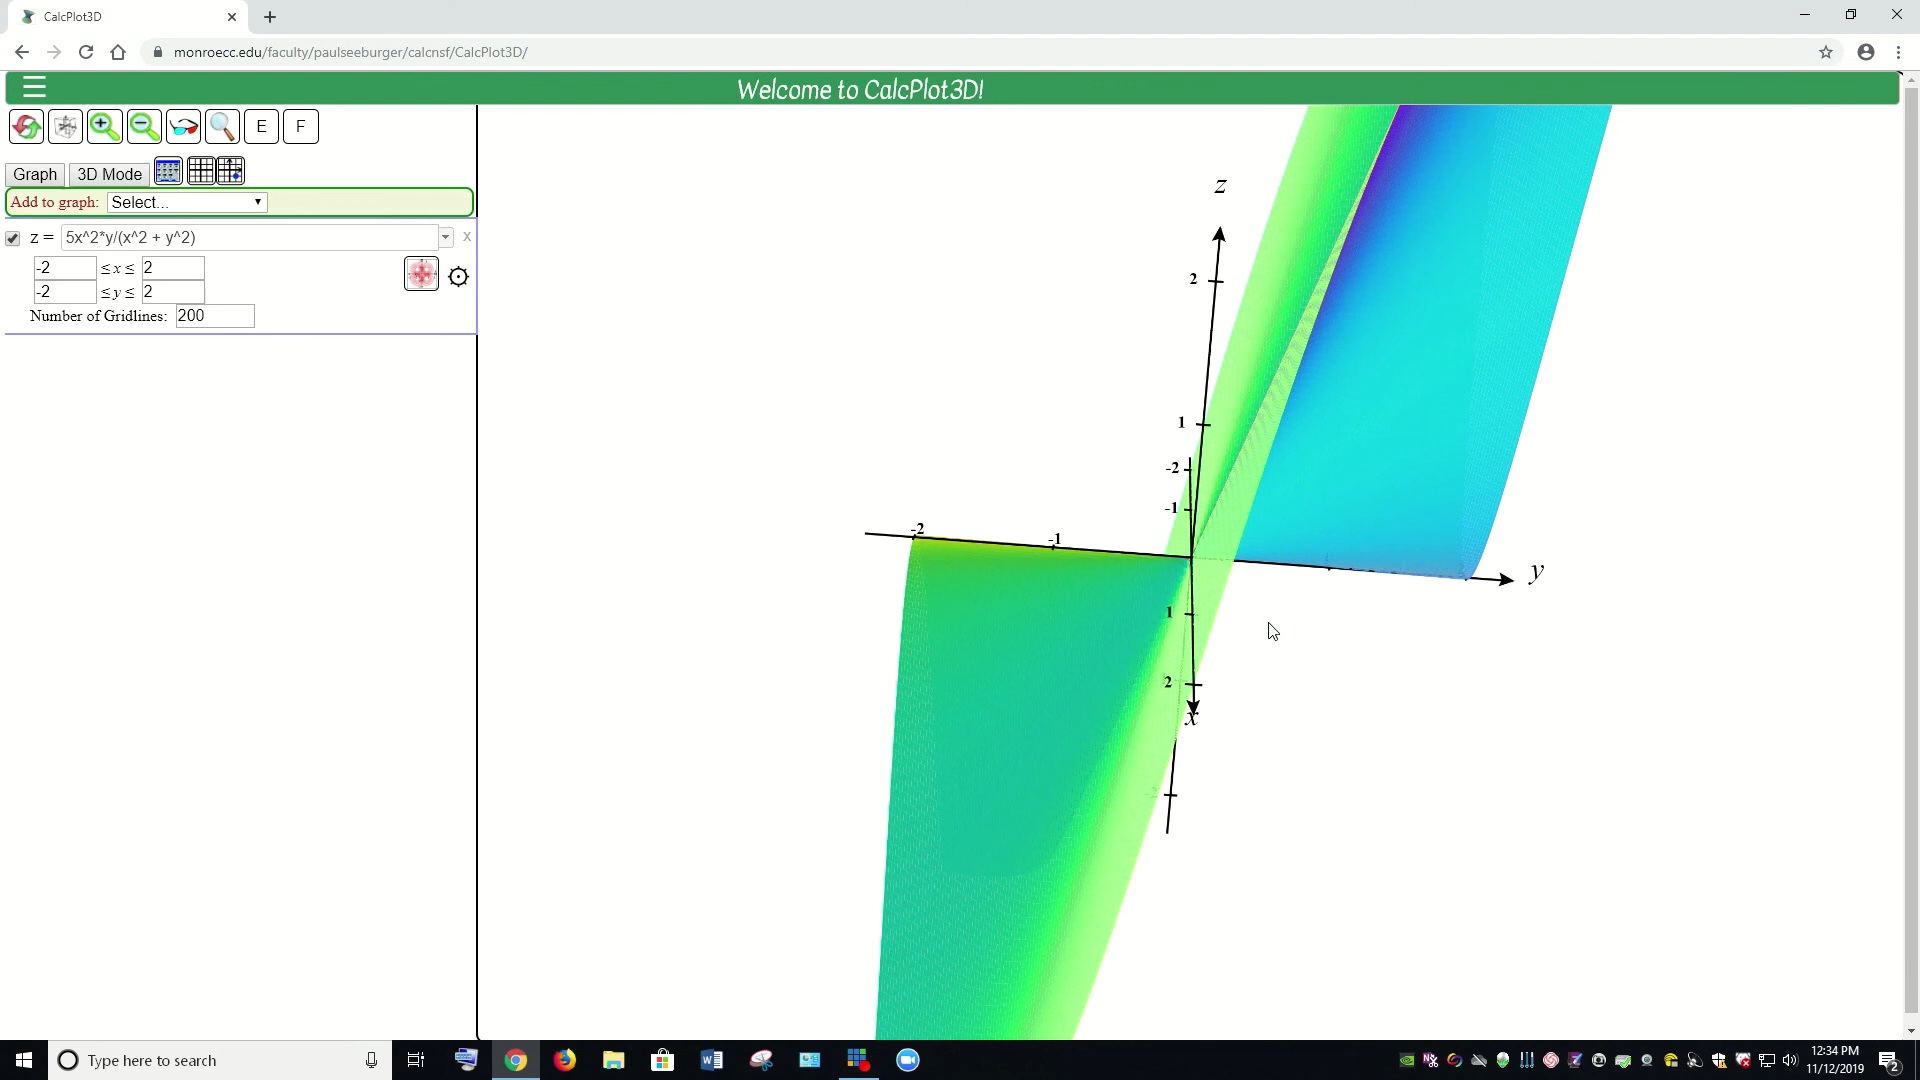 CalcPlot3D
monroecc.edu/faculty/paulseeburger/calcnsf/CalcPlot3D/
Welcome to CalcPlot3D!
E F
Graph 3D Mode
Add to graph: Select...
z = 5x^2*y/(x^2 + y^2) x
-2 ≤ x ≤ 2
-2 ≤ y ≤ 2
Number of Gridlines: 200
z
2
1
-2
-1
-2
-1
y
1
2
x
Type here to search
12:34 PM
11/12/2019
2